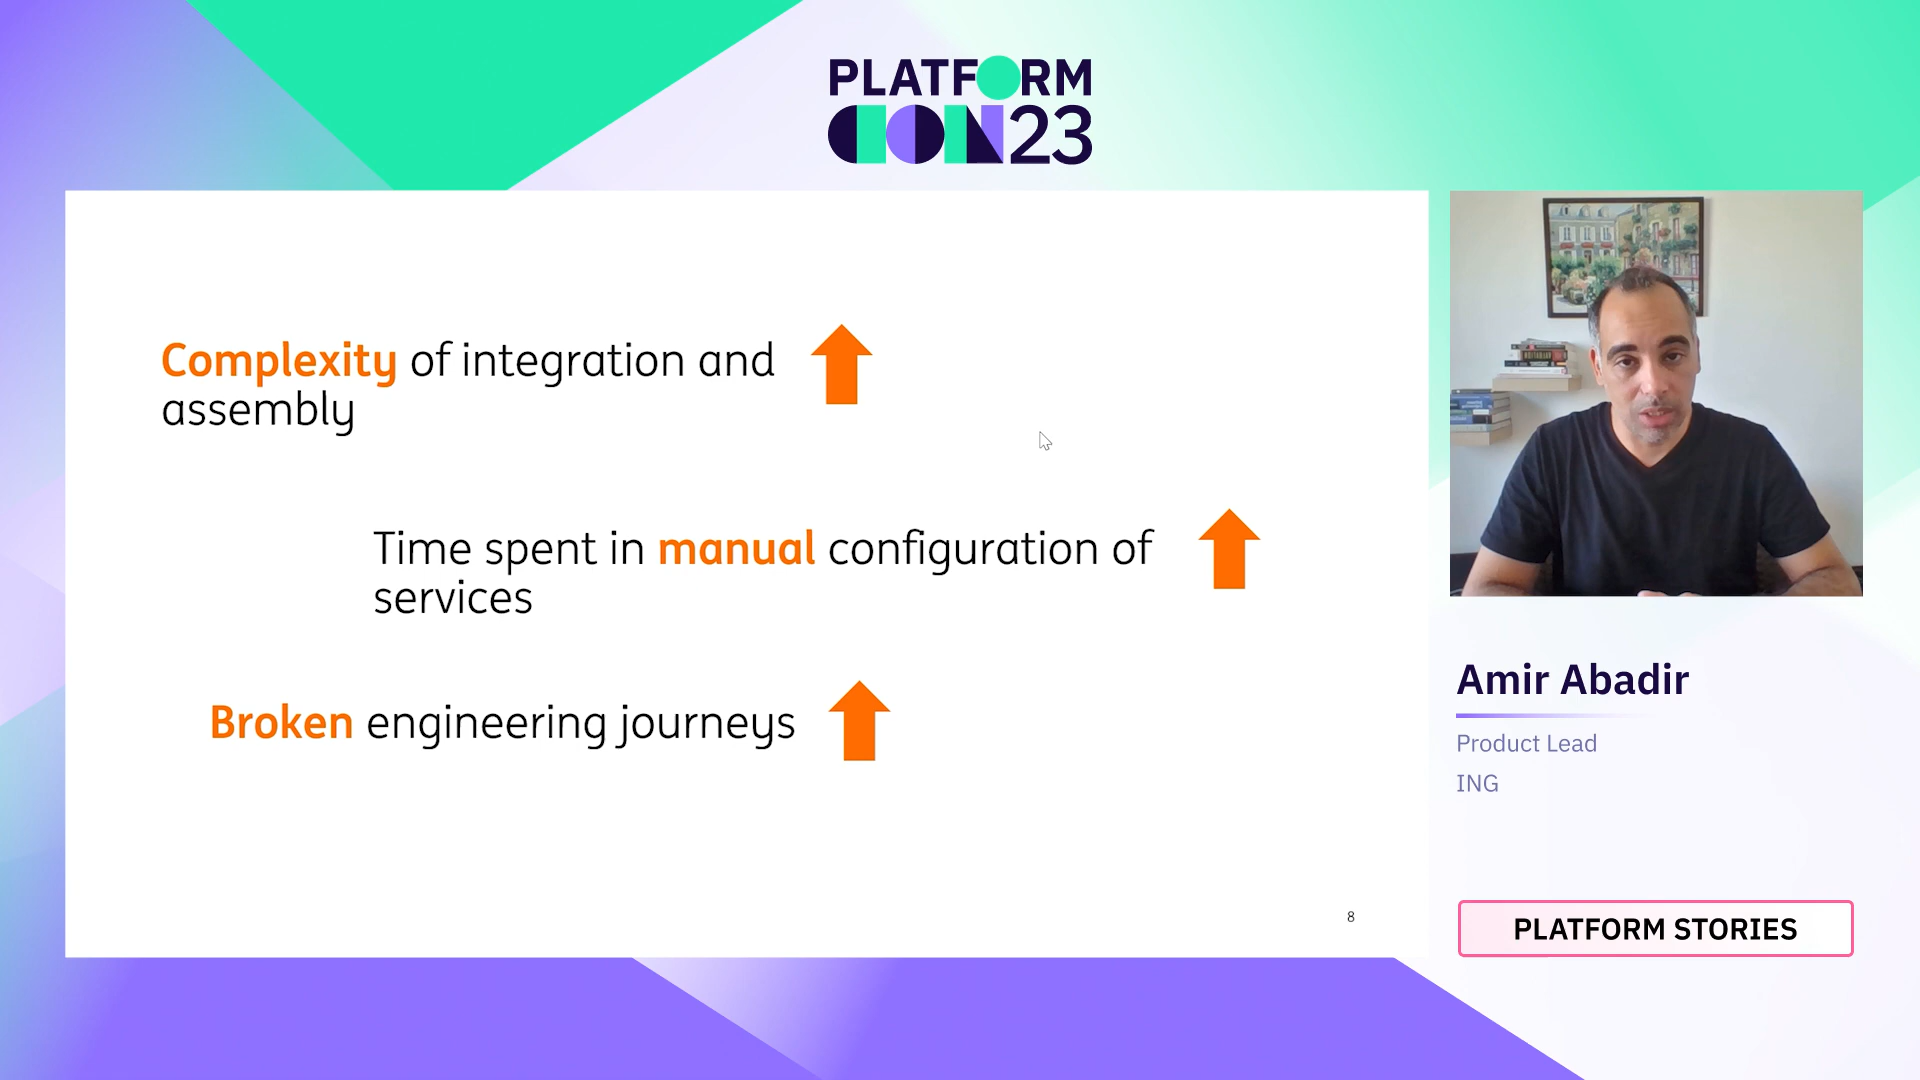 PLATFORM
CON23
Complexity of integration and
assembly
Time spent in manual configuration of
services
Broken engineering journeys
8
Amir Abadir
Product Lead
ING
PLATFORM STORIES